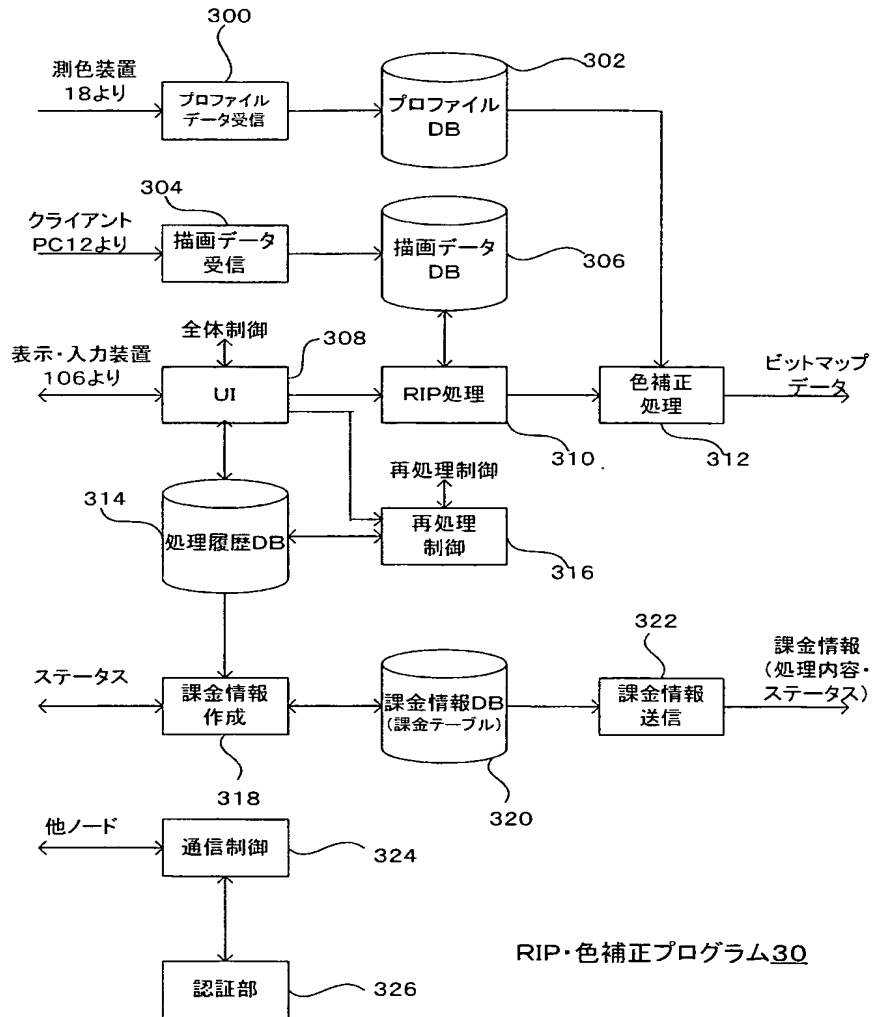 300
測色装置
18より
プロファイル
データ受信
302
プロファイル
DB
304
クライアント
PC12より
描画データ
受信
描画データ
DB
306
全体制御
308
表示・入力装置
106より
UI
RIP処理
310
色補正
処理
312
ビットマップ
データ
314
処理履歴DB
再処理制御
再処理
制御
316
ステータス
課金情報
作成
318
課金情報DB
(課金テーブル)
320
322
課金情報
送信
課金情報
(処理内容・
ステータス)
他ノード
通信制御
324
認証部
326
RIP・色補正プログラム30